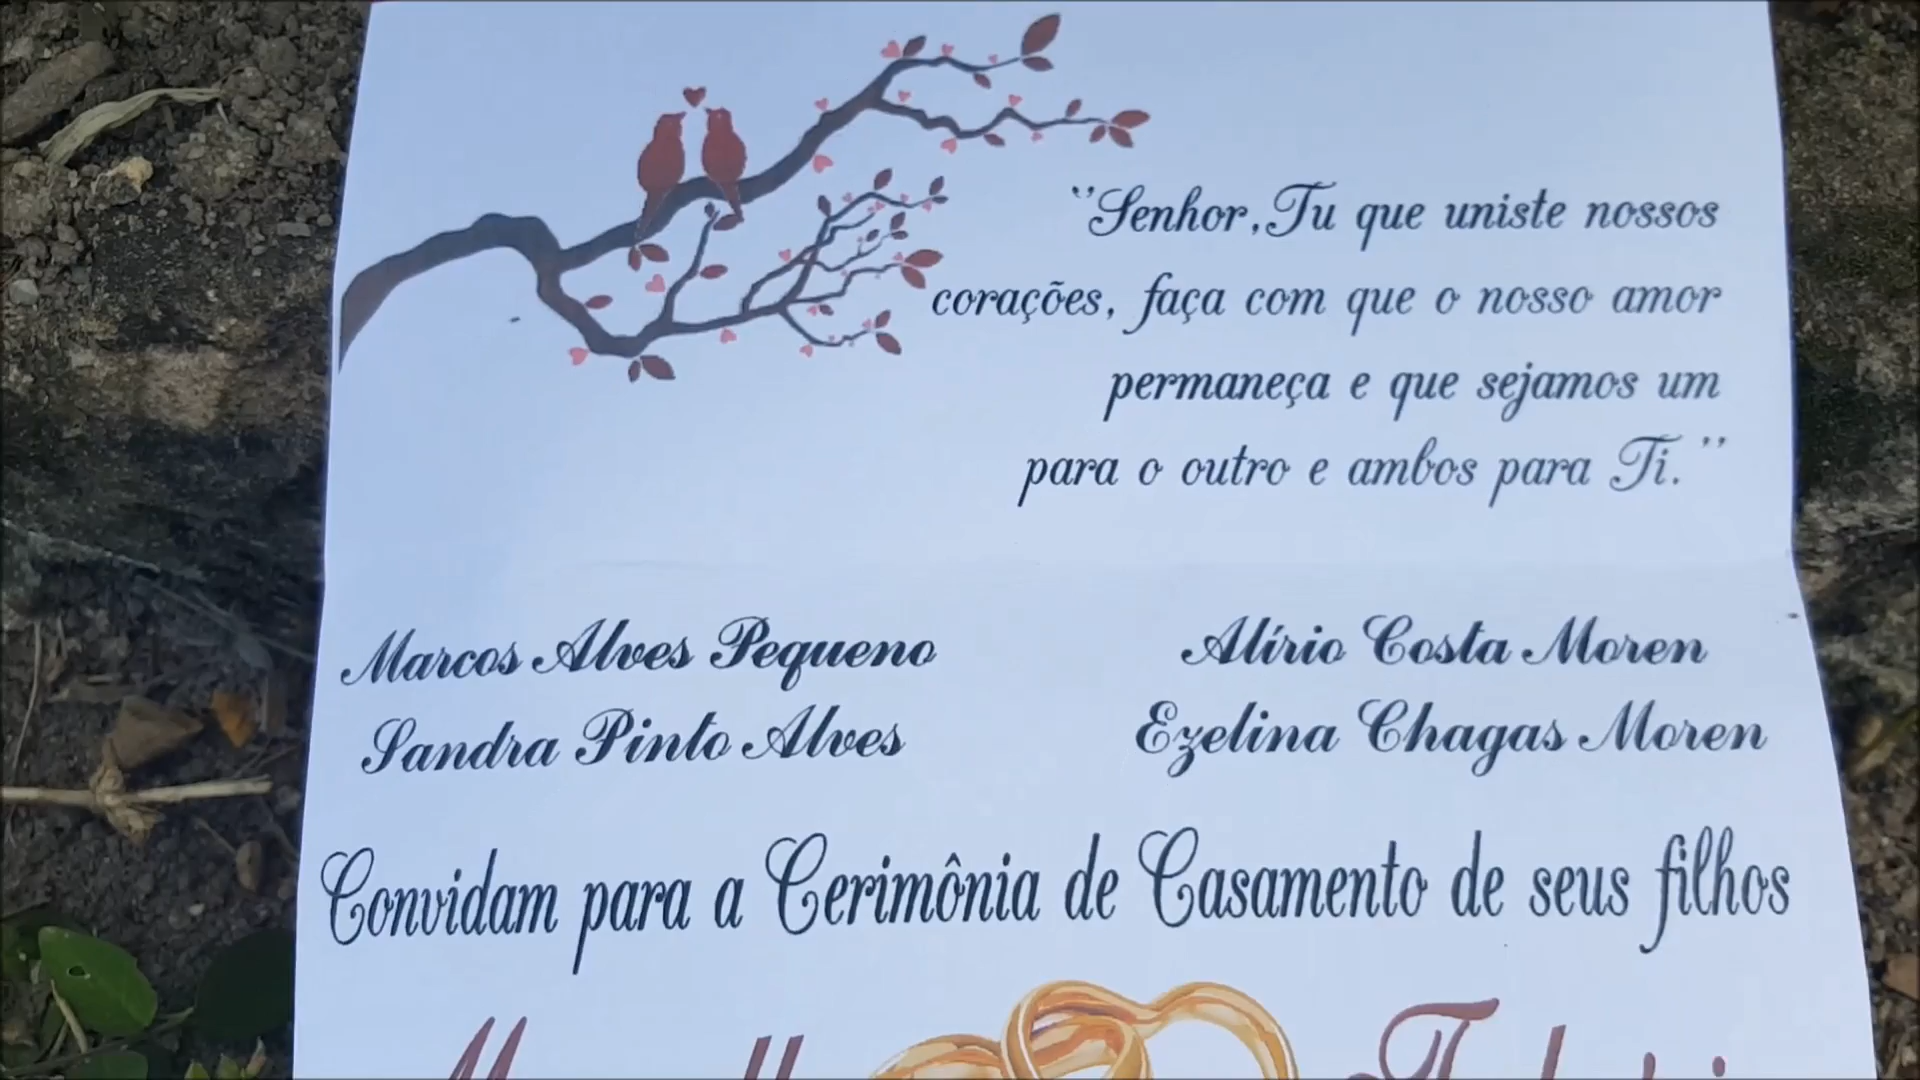 "Senhor,Tu que uniste nossos
corações, faça com que o nosso amor
permaneça e que sejamos um
para o outro e ambos para Ti."
Marcos Alves Pequeno
Sandra Pinto Alves
Alírio Costa Moren
Ezelina Chagas Moren
Convidam para a Cerimônia de Casamento de seus filhos